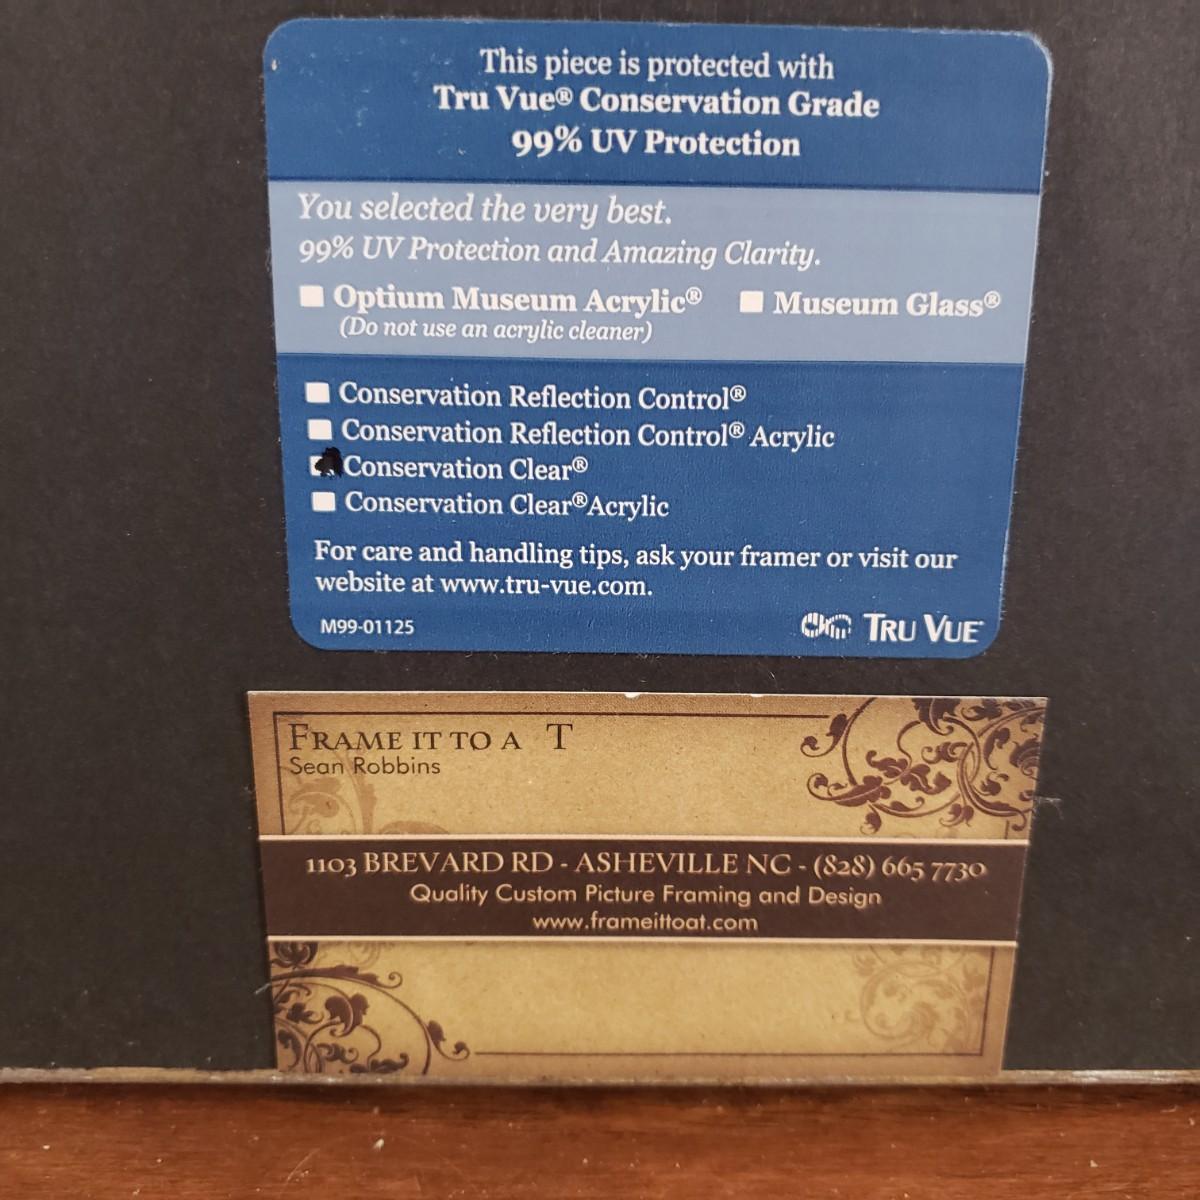 This piece is protected with
Tru Vue® Conservation Grade
99% UV Protection
You selected the very best.
99% UV Protection and Amazing Clarity.
Optium Museum Acrylic® Museum Glass®
(Do not use an acrylic cleaner)
Conservation Reflection Control®
Conservation Reflection Control® Acrylic
Conservation Clear®
Conservation Clear® Acrylic
For care and handling tips, ask your framer or visit our
website at www.tru-vue.com.
M99-01125 TRU VUE
FRAME IT TO A T
Sean Robbins
1103 BREVARD RD - ASHEVILLE NC - (828) 665 7730
Quality Custom Picture Framing and Design
www.frameittoat.com